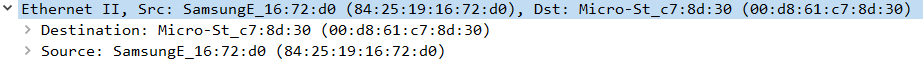 Ethernet II, Src: SamsungE_16:72:d0 (84:25:19:16:72:d0), Dst: Micro-St_c7:8d:30 (00:d8:61:c7:8d:30)
Destination: Micro-St_c7:8d:30 (00:d8:61:c7:8d:30)
Source: SamsungE_16:72:d0 (84:25:19:16:72:d0)